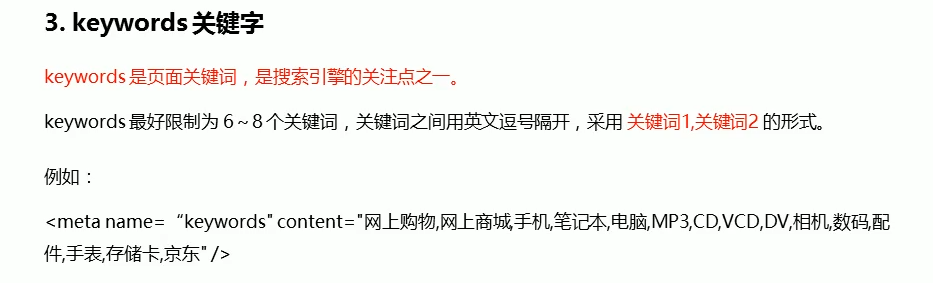 3. keywords 关键字
keywords 是页面关键词，是搜索引擎的关注点之一。
keywords 最好限制为 6～8 个关键词，关键词之间用英文逗号隔开，采用 关键词1,关键词2 的形式。
例如：
<meta name=“keywords" content="网上购物,网上商城,手机,笔记本,电脑,MP3,CD,VCD,DV,相机,数码,配
件,手表,存储卡,京东" />